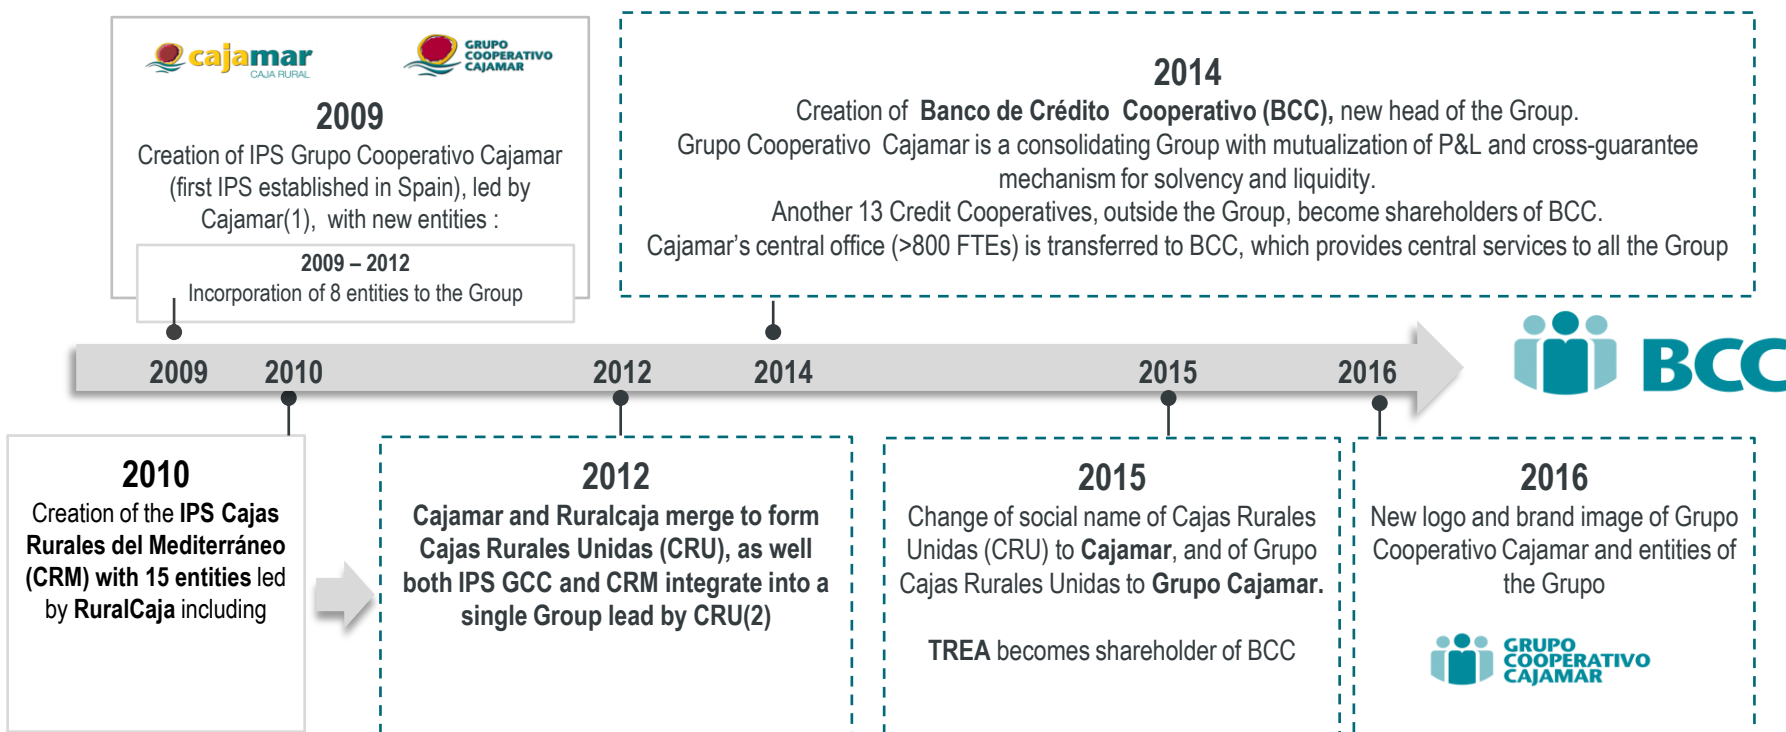 cajamar
CAJA RURAL
GRUPO
COOPERATIVO
CAJAMAR
2009
Creation of IPS Grupo Cooperativo Cajamar
(first IPS established in Spain), led by
Cajamar(1), with new entities :
2009 – 2012
Incorporation of 8 entities to the Group
2014
Creation of Banco de Crédito Cooperativo (BCC), new head of the Group.
Grupo Cooperativo Cajamar is a consolidating Group with mutualization of P&L and cross-guarantee
mechanism for solvency and liquidity.
Another 13 Credit Cooperatives, outside the Group, become shareholders of BCC.
Cajamar's central office (>800 FTEs) is transferred to BCC, which provides central services to all the Group
2009
2010
2012
2014
2015
2016
BCC
2010
Creation of the IPS Cajas
Rurales del Mediterráneo
(CRM) with 15 entities led
by RuralCaja including
2012
Cajamar and Ruralcaja merge to form
Cajas Rurales Unidas (CRU), as well
both IPS GCC and CRM integrate into a
single Group lead by CRU(2)
2015
Change of social name of Cajas Rurales
Unidas (CRU) to Cajamar, and of Grupo
Cajas Rurales Unidas to Grupo Cajamar.
TREA becomes shareholder of BCC
2016
New logo and brand image of Grupo
Cooperativo Cajamar and entities of
the Grupo
GRUPO
COOPERATIVO
CAJAMAR